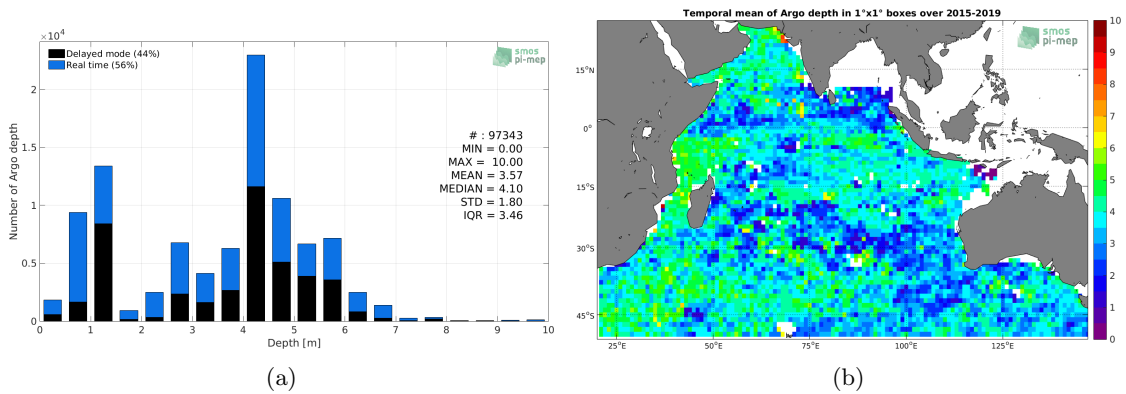 ×10⁴
Delayed mode (44%)
Real time (56%)
smos
pi-mep
2
1.5
1
0.5
0
Number of Argo depth
# : 97343
MIN = 0.00
MAX = 10.00
MEAN = 3.57
MEDIAN = 4.10
STD = 1.80
IQR = 3.46
0 1 2 3 4 5 6 7 8 9 10
Depth [m]
(a)
Temporal mean of Argo depth in 1°x1° boxes over 2015-2019
smos
pi-mep
15°N
0°
15°S
30°S
45°S
25°E 50°E 75°E 100°E 125°E
10
9
8
7
6
5
4
3
2
1
0
(b)